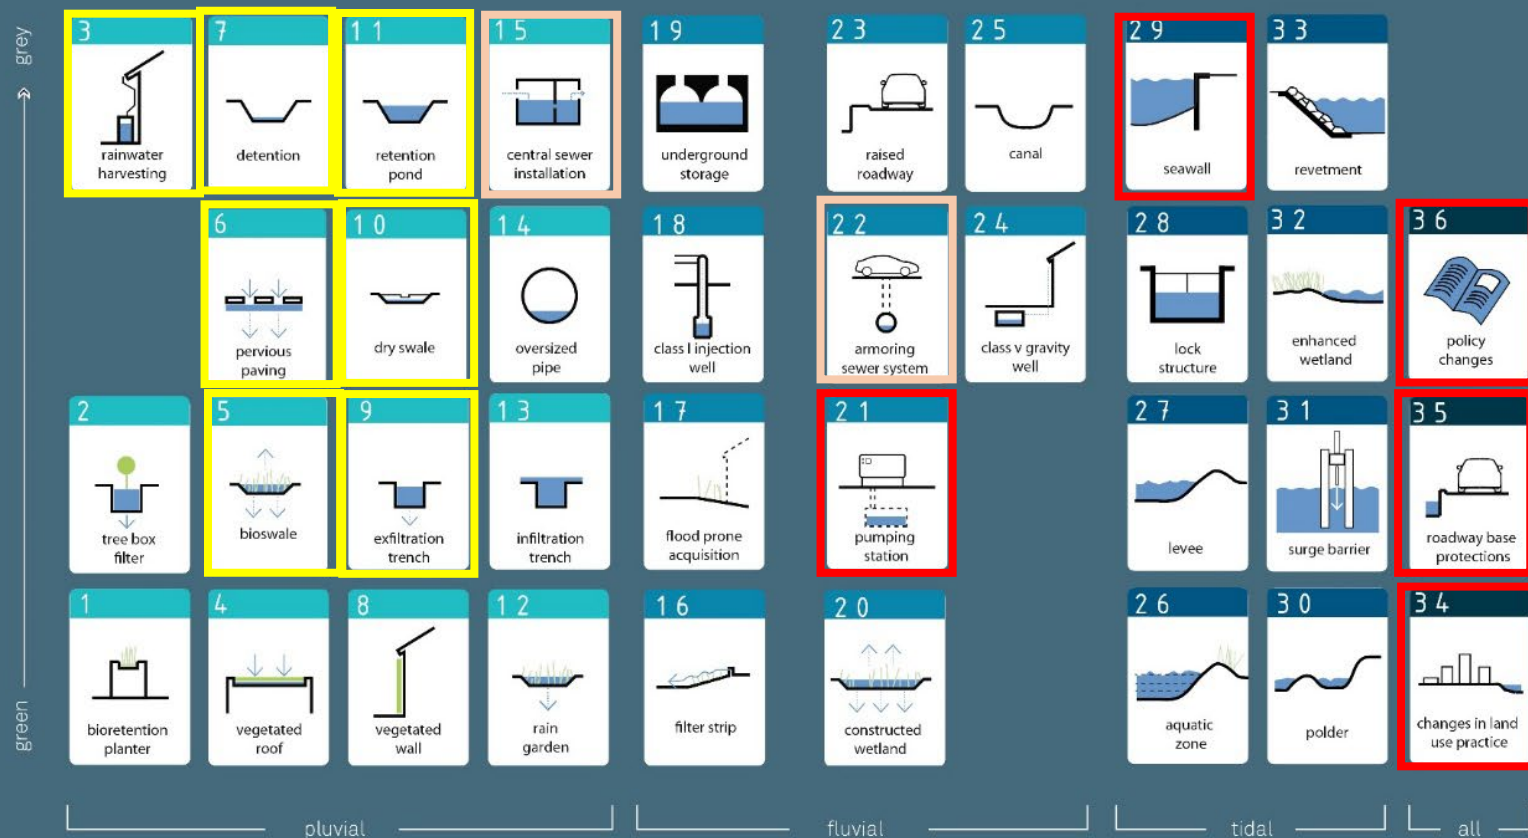 grey
green
3
rainwater
harvesting
7
detention
11
retention
pond
15
central sewer
installation
19
underground
storage
23
raised
roadway
25
canal
29
seawall
33
revetment
6
pervious
paving
10
dry swale
14
oversized
pipe
18
class I injection
well
22
armoring
sewer system
24
class v gravity
well
28
lock
structure
32
enhanced
wetland
36
policy
changes
2
tree box
filter
5
bioswale
9
exfiltration
trench
13
infiltration
trench
17
flood prone
acquisition
21
pumping
station
27
levee
31
surge barrier
35
roadway base
protections
1
bioretention
planter
4
vegetated
roof
8
vegetated
wall
12
rain
garden
16
filter strip
20
constructed
wetland
26
aquatic
zone
30
polder
34
changes in land
use practice
pluvial
fluvial
tidal
all